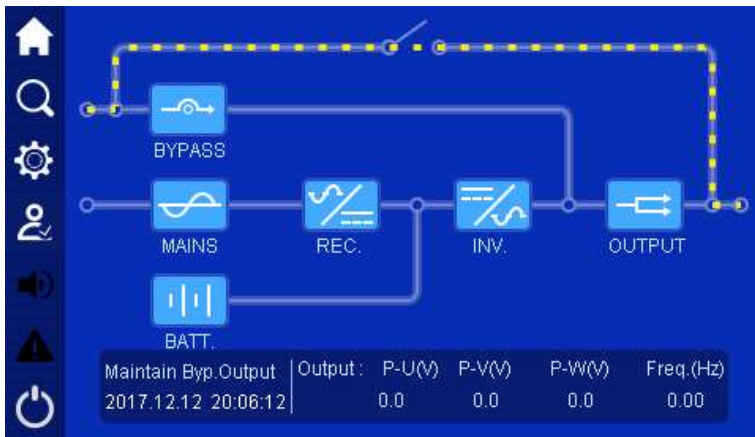 BYPASS
MAINS REC. INV. OUTPUT
BATT.
Maintain Byp.Output Output : P-U(V) P-V(V) P-W(V) Freq.(Hz)
2017.12.12 20:06:12 0.0 0.0 0.0 0.00